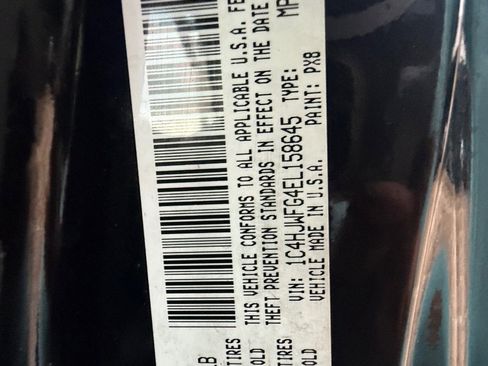 LB
TIRES
OLD
THIS VEHICLE CONFORMS TO ALL APPLICABLE U.S.A. FE
THEFT PREVENTION STANDARDS IN EFFECT ON THE DATE
VIN: 1C4HJWFG4EL158645 TYPE: MP
VEHICLE MADE IN U.S.A. PAINT: PX8
TIRES
OLD